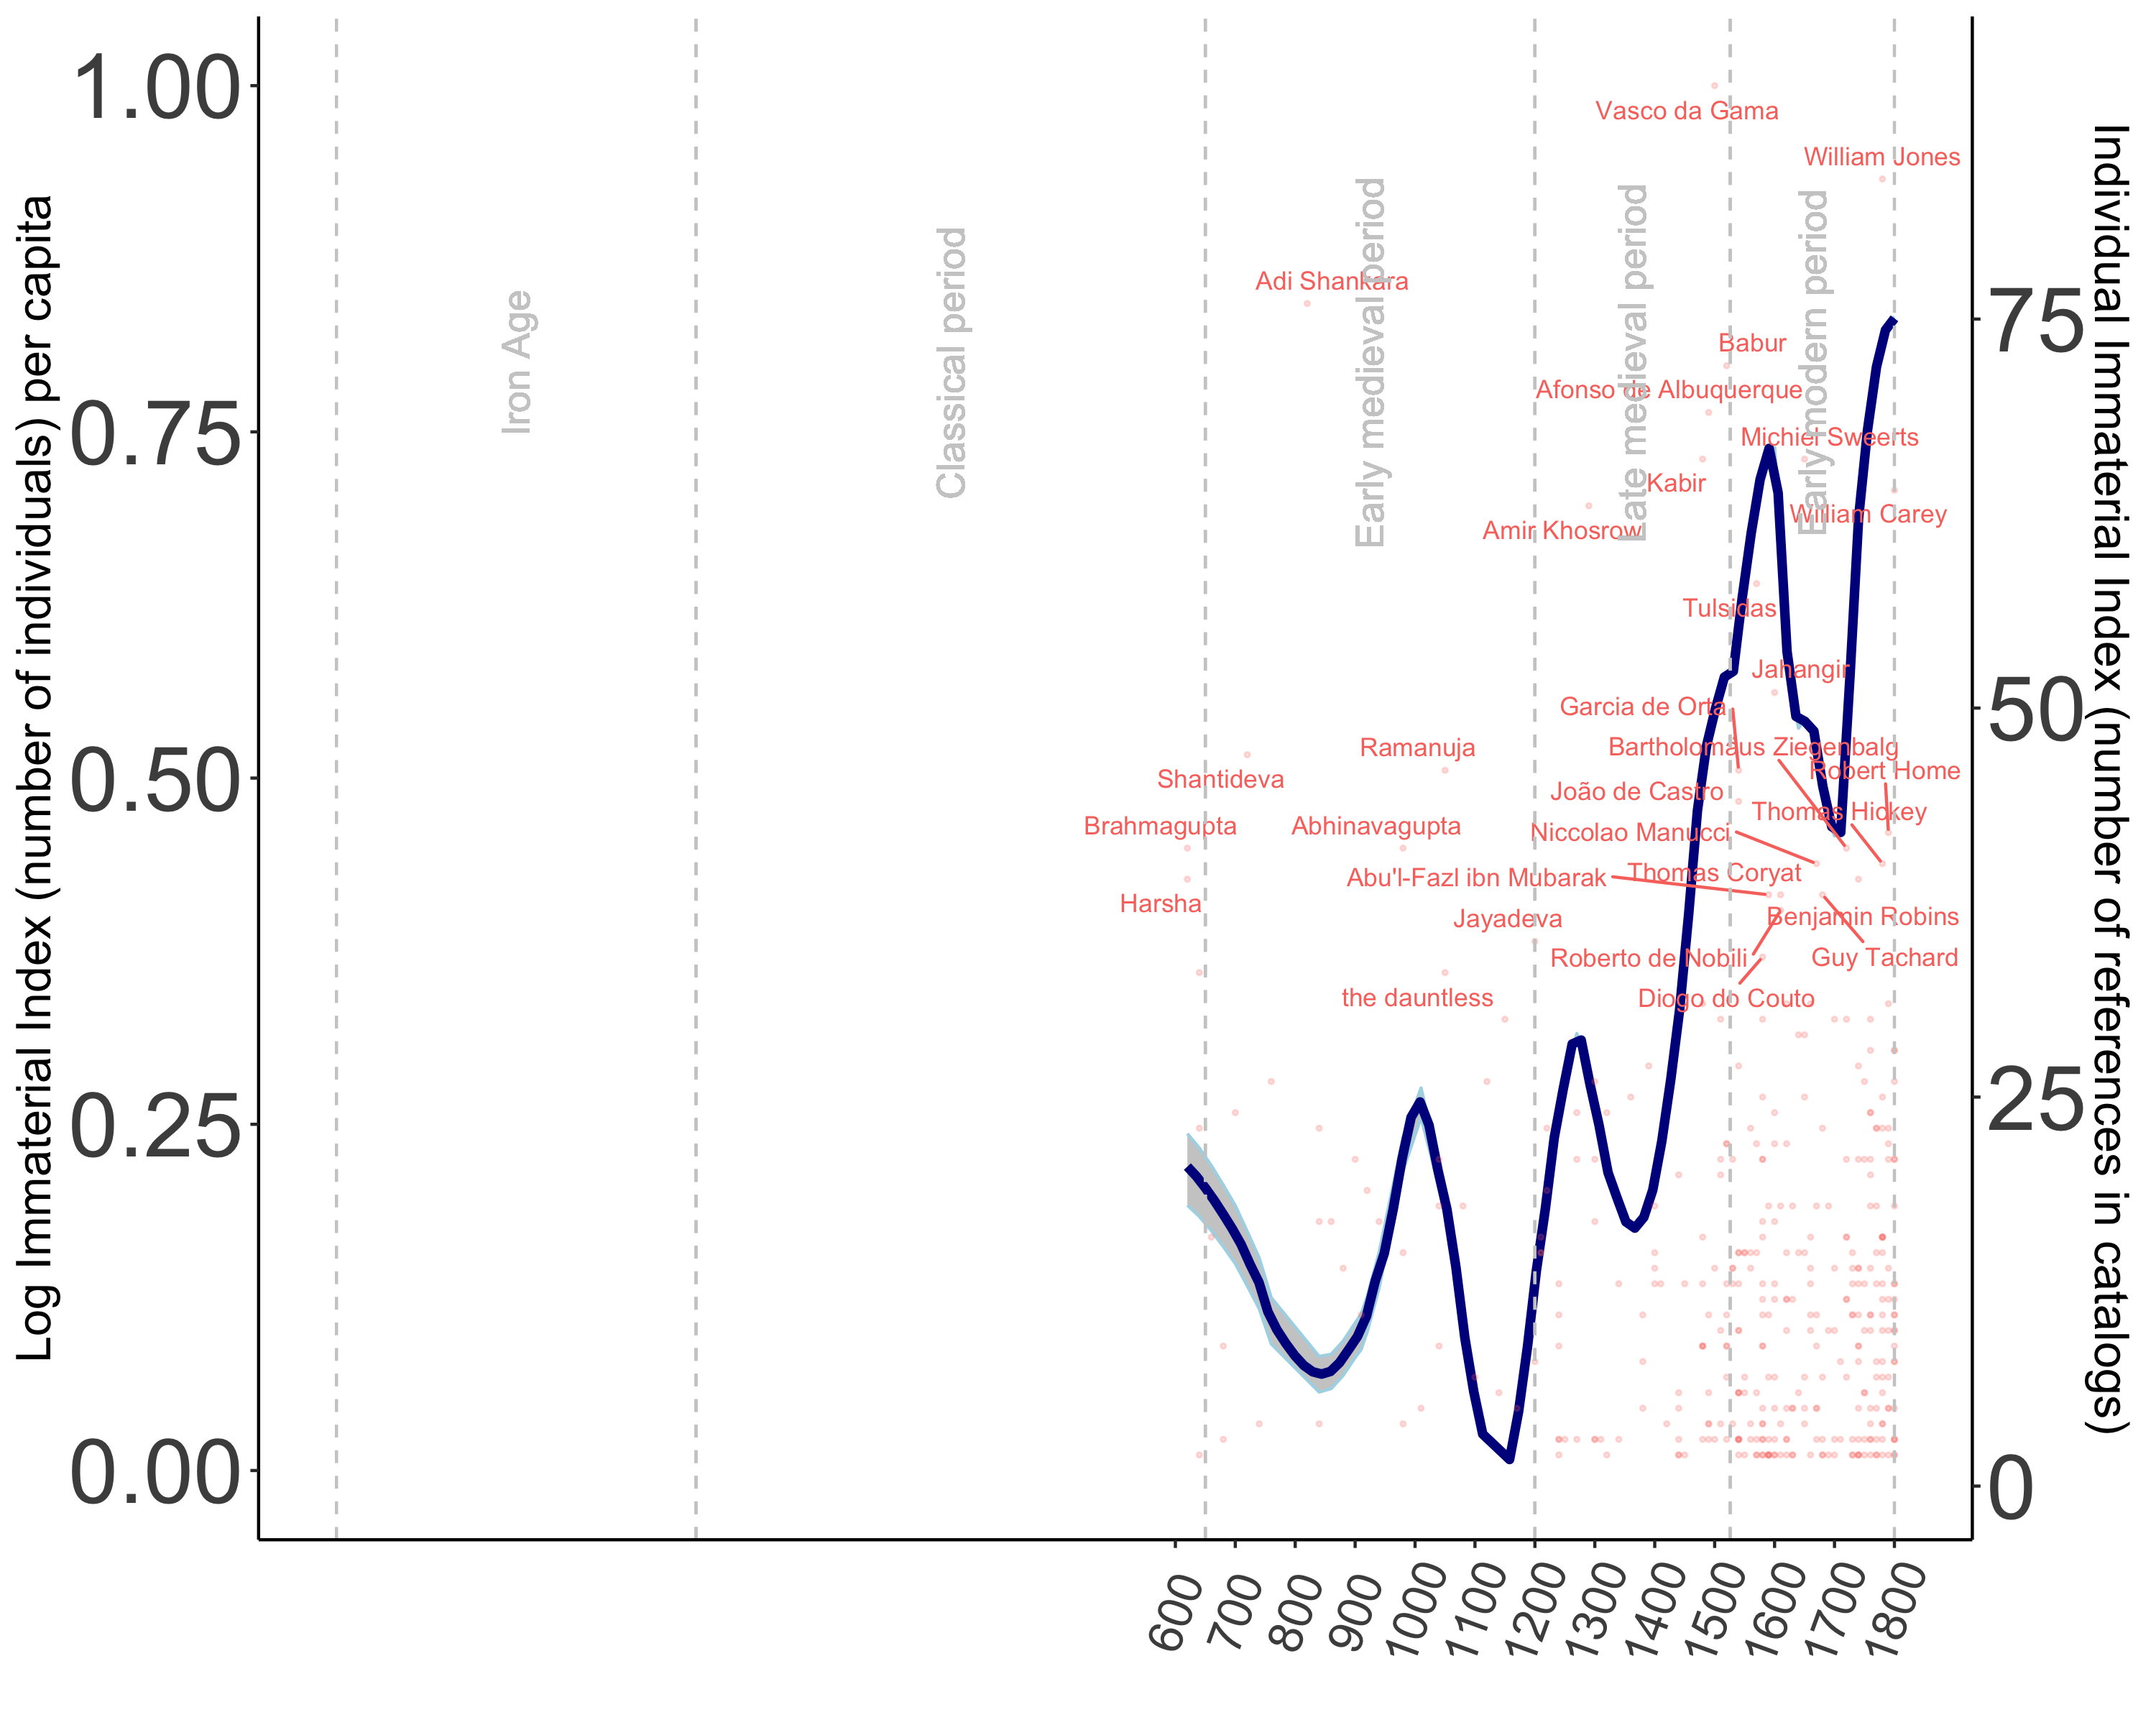 Log Immaterial Index (number of individuals) per capita
1.00
0.75
0.50
0.25
0.00
Iron Age
Classical period
Early medieval period
Late medieval period
Early modern period
Vasco da Gama
William Jones
Adi Shankara
Babur
Afonso de Albuquerque
Michiel Sweerts
Kabir
William Carey
Amir Khosrow
Tulsidas
Jahangir
Garcia de Orta
Ramanuja
Bartholomäus Ziegenbalg
Shantideva
Robert Home
João de Castro
Thomas Hickey
Brahmagupta
Abhinavagupta
Niccolao Manucci
Thomas Coryat
Abu'l-Fazl ibn Mubarak
Harsha
Jayadeva
Benjamin Robins
Roberto de Nobili
Guy Tachard
the dauntless
Diogo do Couto
75
50
25
0
Individual Immaterial Index (number of references in catalogs)
600
700
800
900
1000
1100
1200
1300
1400
1500
1600
1700
1800